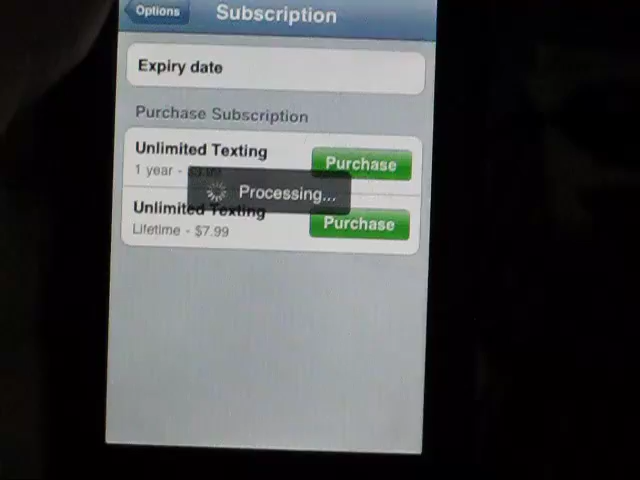 Options
Subscription
Expiry date
Purchase Subscription
Unlimited Texting
1 year -
Purchase
Processing...
Unlimited Texting
Lifetime - $7.99
Purchase